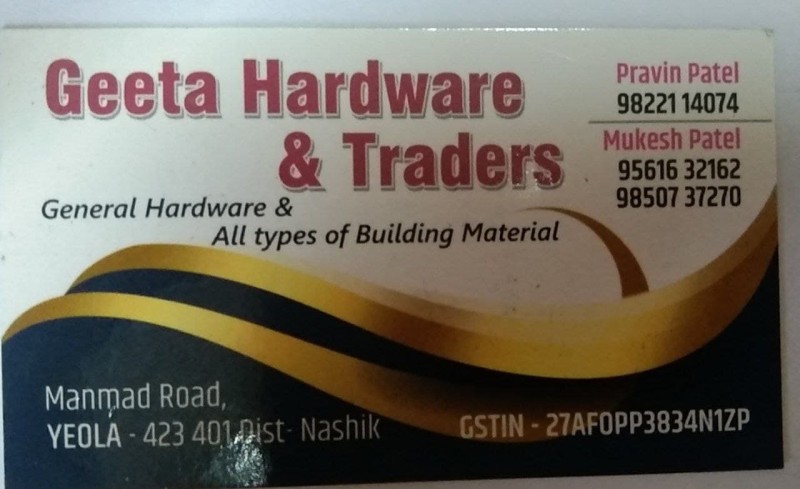 Geeta Hardware
& Traders
General Hardware &
All types of Building Material
Pravin Patel
98221 14074
Mukesh Patel
95616 32162
98507 37270
Manmad Road,
YEOLA - 423 401,Dist- Nashik
GSTIN - 27AFOPP3834N1ZP